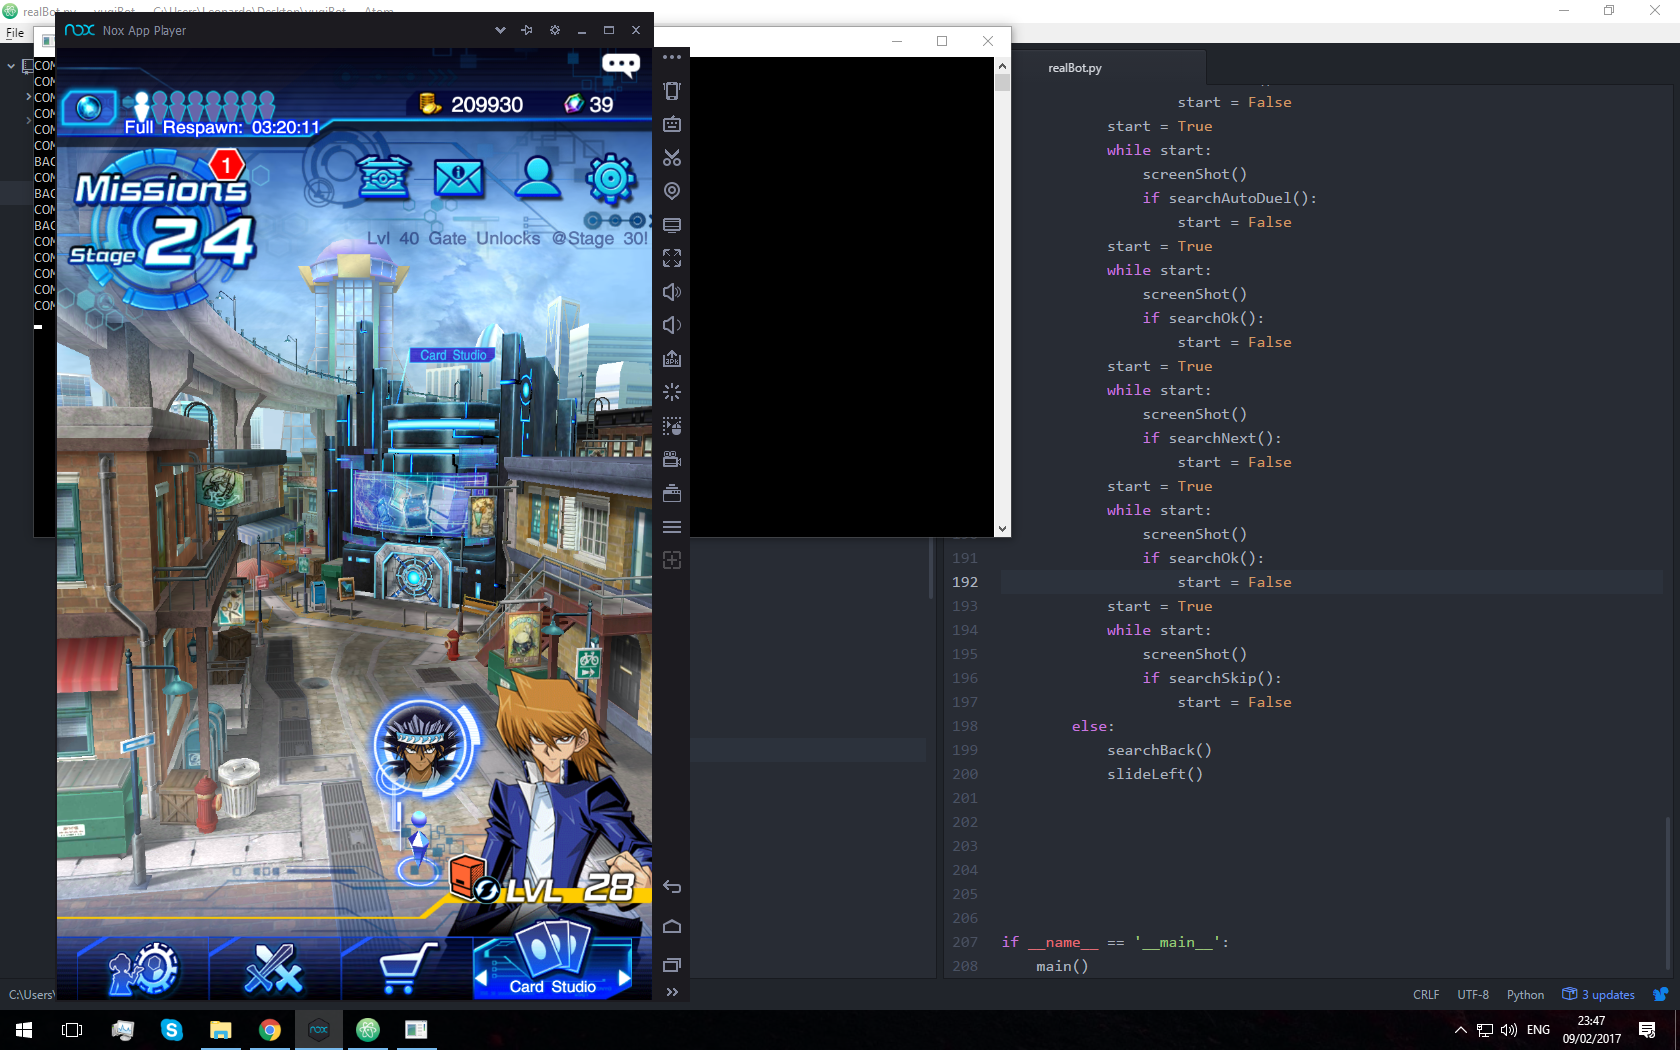 realBot.py
File
nox Nox App Player
COM
COM
COM
COM
COM
COM
BAC
COM
BAC
COM
BAC
COM
COM
COM
COM
COM
209930
39
Full Respawn: 03:20:11
1
Missions
Stage 24
Lvl 40 Gate Unlocks @Stage 30!
Card Studio
LVL 28
Card Studio
realBot.py
start = False
start = True
while start:
screenShot()
if searchAutoDuel():
start = False
start = True
while start:
screenShot()
if searchOk():
start = False
start = True
while start:
screenShot()
if searchNext():
start = False
start = True
while start:
screenShot()
191 if searchOk():
192 start = False
193 start = True
194 while start:
195 screenShot()
196 if searchSkip():
197 start = False
198 else:
199 searchBack()
200 slideLeft()
201
202
203
204
205
206
207 if __name__ == '__main__':
208 main()
C:\Users\
CRLF UTF-8 Python 3 updates
nox
ENG
23:47
09/02/2017